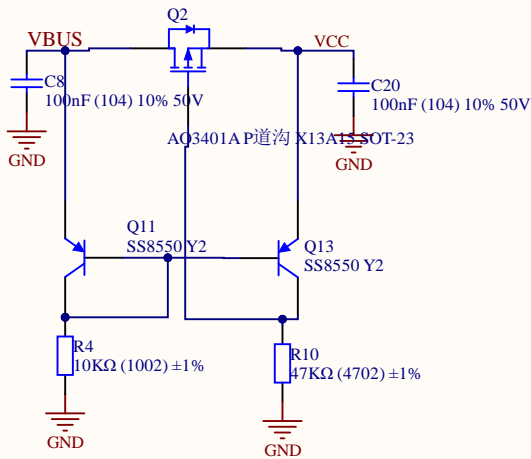 Q2
VBUS
VCC
C8
100nF (104) 10% 50V
C20
100nF (104) 10% 50V
GND
AO3401A P道沟 X13A15 SOT-23
GND
Q11
SS8550 Y2
Q13
SS8550 Y2
R4
10KΩ (1002) ±1%
R10
47KΩ (4702) ±1%
GND
GND